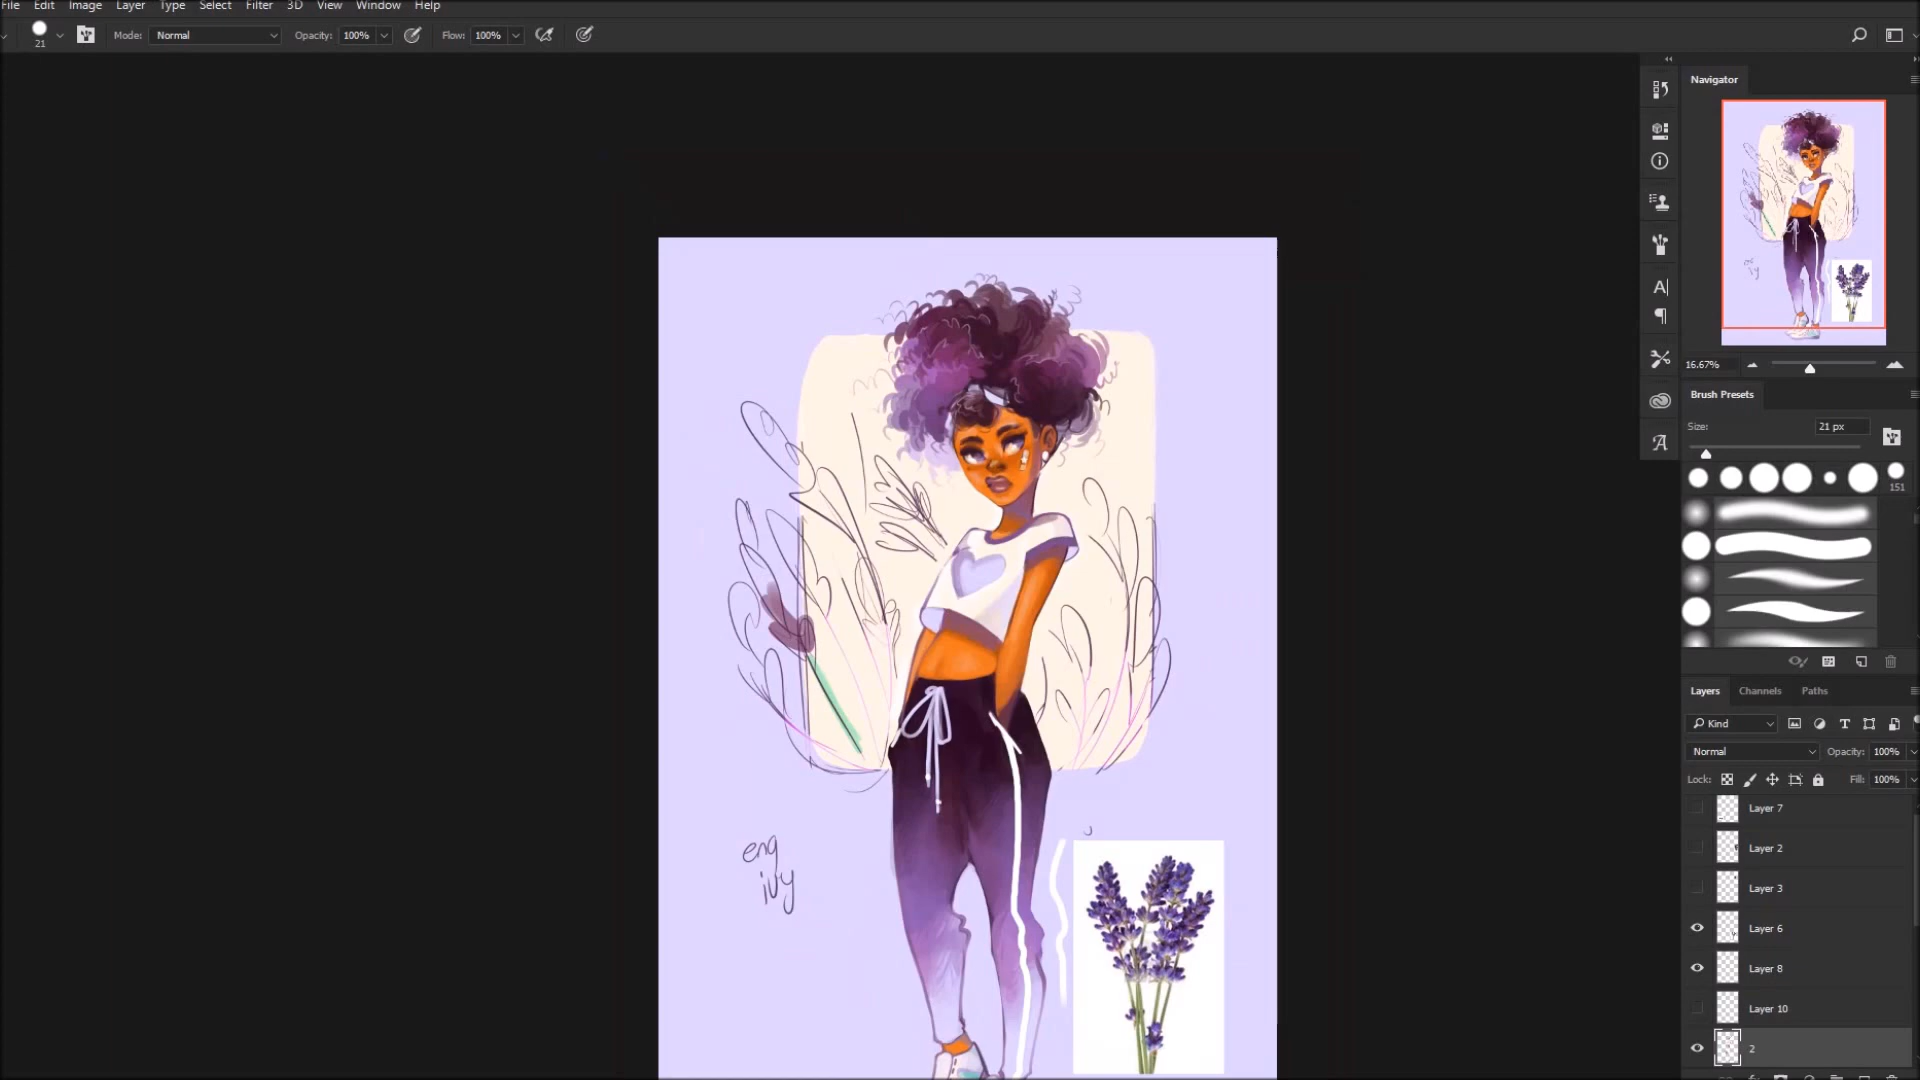 File Edit Image Layer Type Select Filter 3D View Window Help
21 Mode: Normal Opacity: 100% Flow: 100%
Navigator
16.67%
Brush Presets
Size: 21 px
151
Layers Channels Paths
Kind
Normal Opacity: 100%
Lock: Fill: 100%
Layer 7
Layer 2
Layer 3
Layer 6
Layer 8
Layer 10
2
eng
ivy